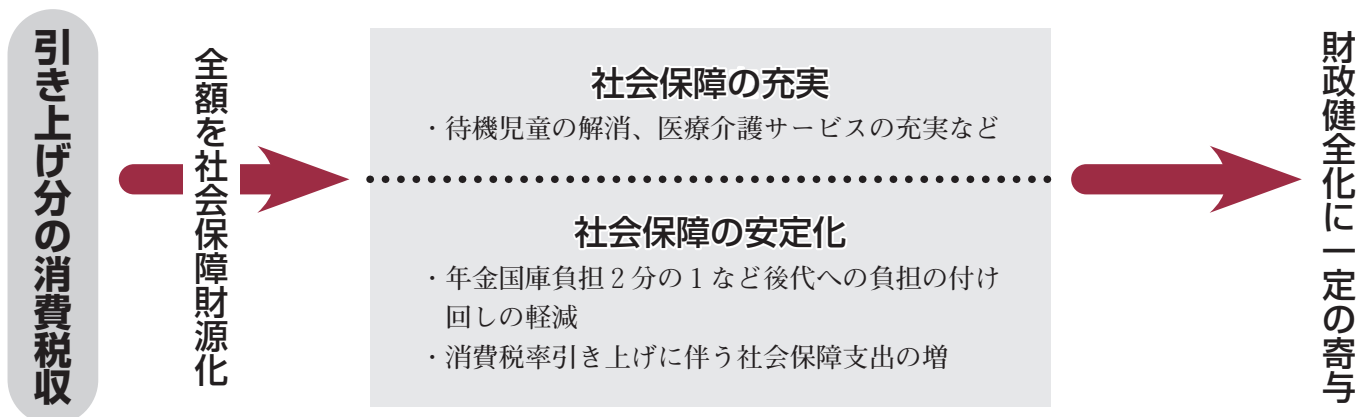 引き上げ分の消費税収
全額を社会保障財源化
社会保障の充実
・待機児童の解消、医療介護サービスの充実など
社会保障の安定化
・年金国庫負担２分の１など後代への負担の付け
回しの軽減
・消費税率引き上げに伴う社会保障支出の増
財政健全化に一定の寄与